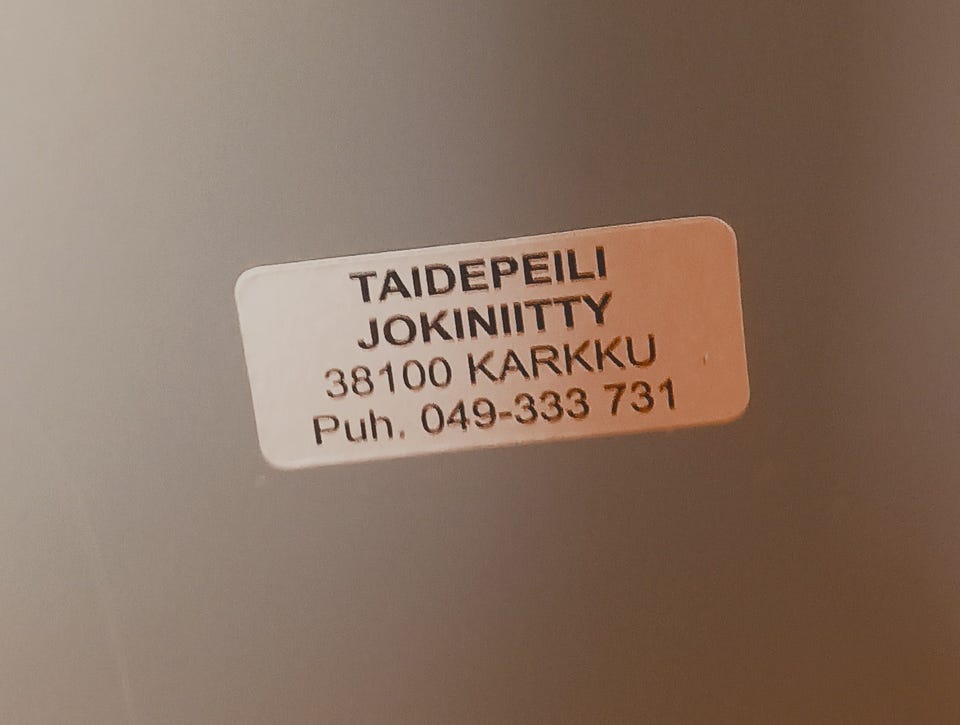 TAIDEPEILI
JOKINIITTY
38100 KARKKU
Puh. 049-333 731